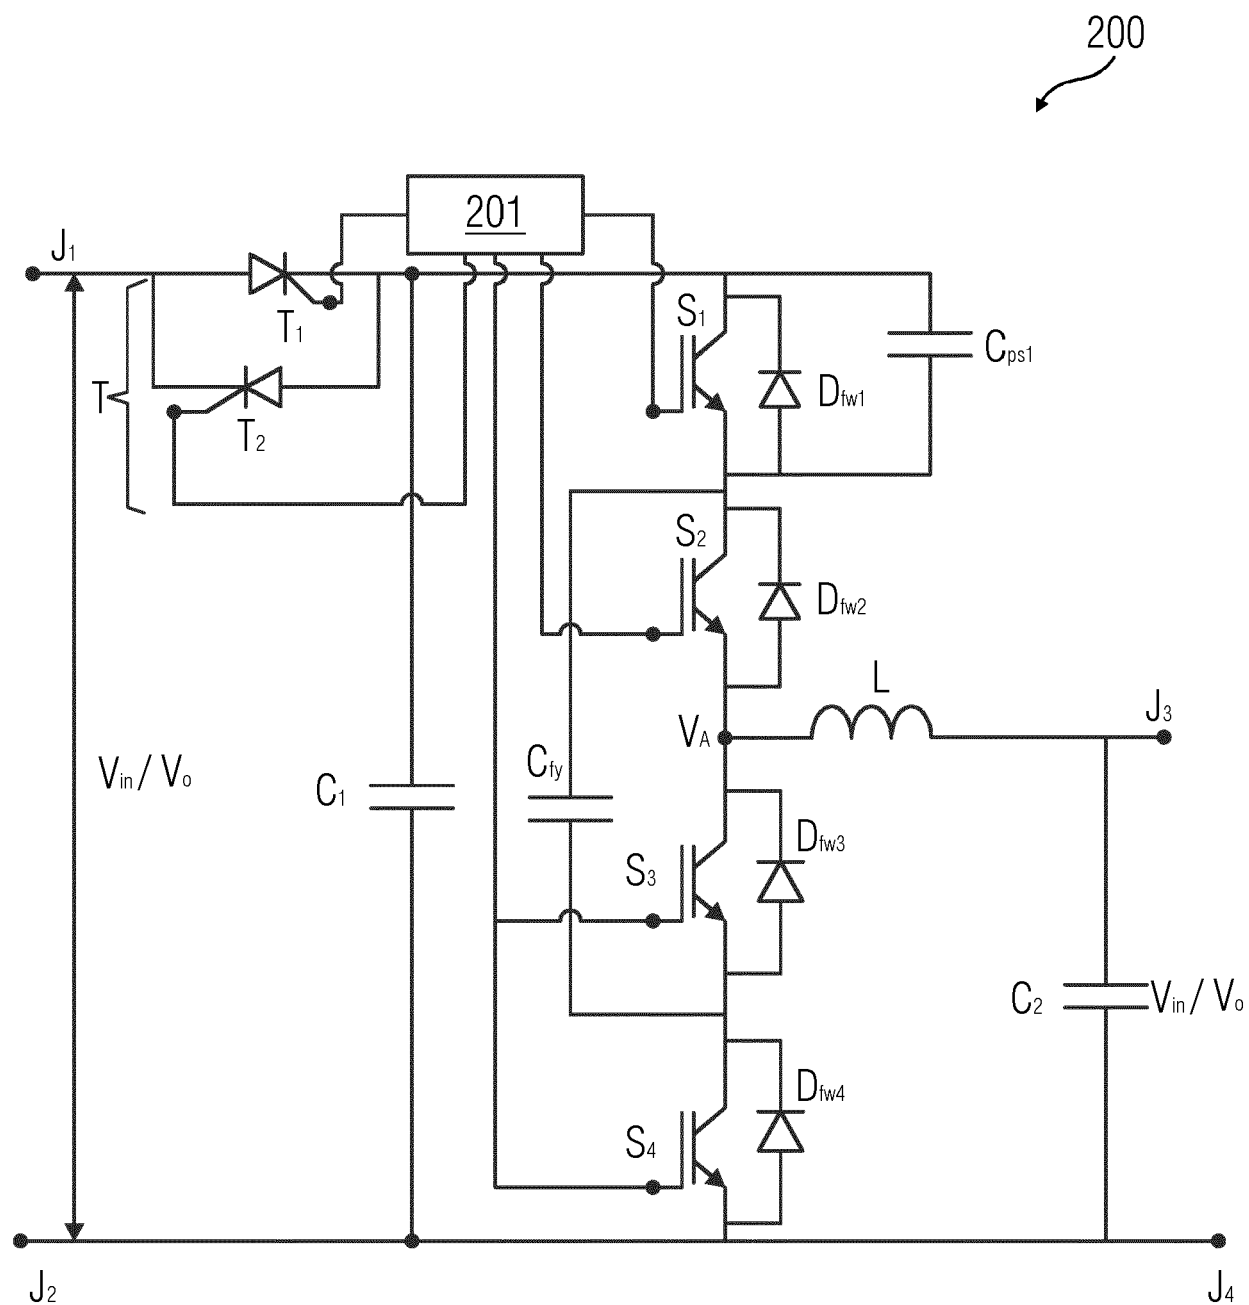 200
201
J1
T1
S1
Cps1
Dfw1
T
T2
S2
Dfw2
L
J3
VA
Vin / Vo
C1
Cfy
Dfw3
S3
C2
Vin / Vo
Dfw4
S4
J2
J4